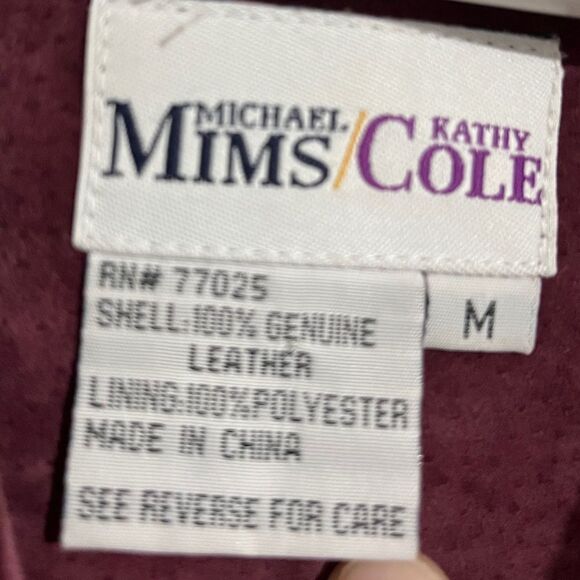 MICHAEL KATHY
MIMS/COLE
RN# 77025
M
SHELL:100% GENUINE
LEATHER
LINING:100%POLYESTER
MADE IN CHINA
SEE REVERSE FOR CARE